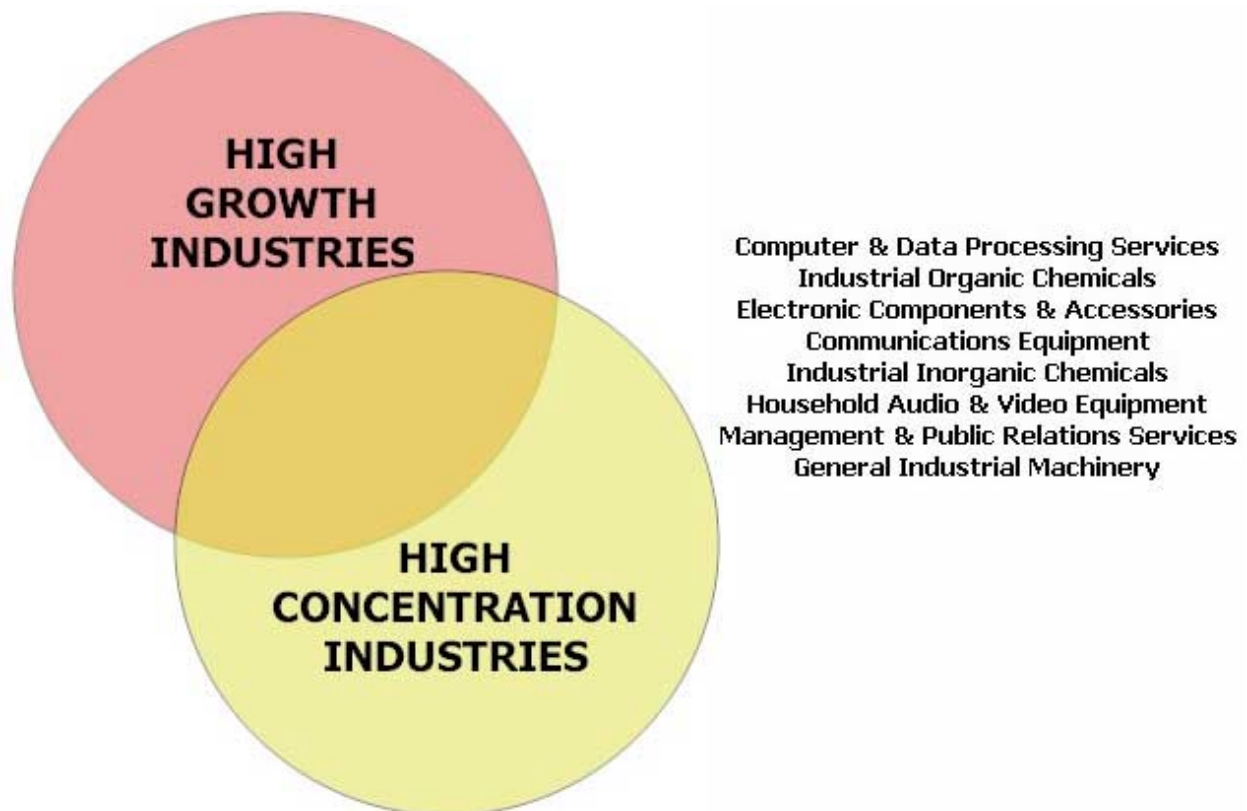 HIGH
GROWTH
INDUSTRIES
Computer & Data Processing Services
Industrial Organic Chemicals
Electronic Components & Accessories
Communications Equipment
Industrial Inorganic Chemicals
Household Audio & Video Equipment
Management & Public Relations Services
General Industrial Machinery
HIGH
CONCENTRATION
INDUSTRIES